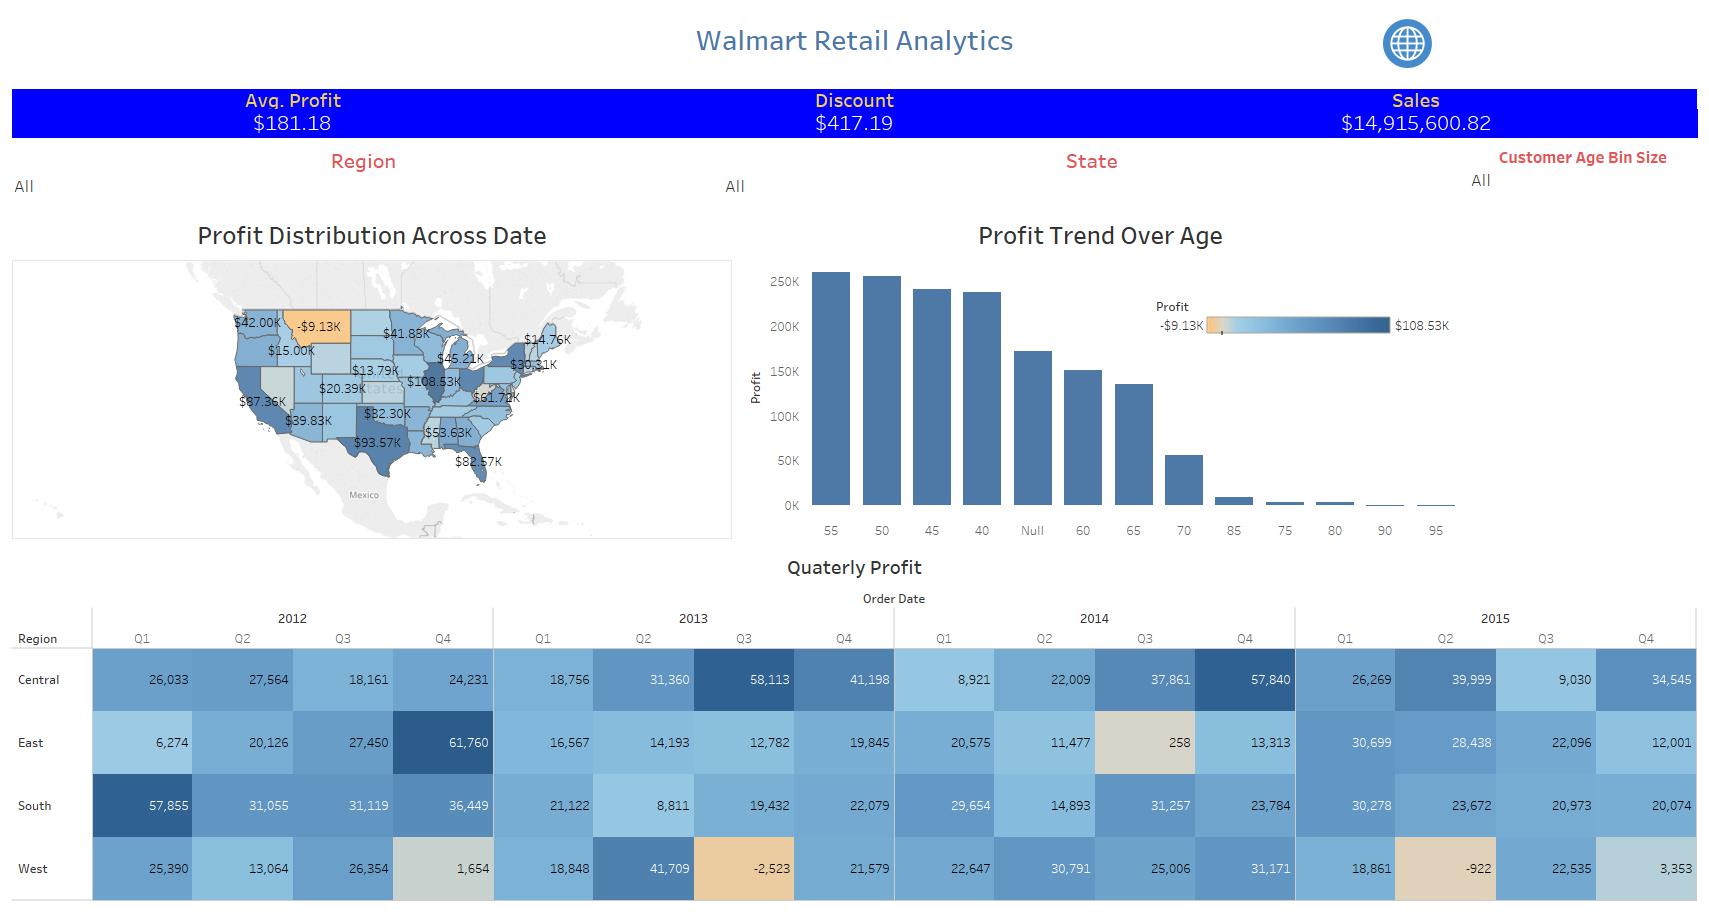 Walmart Retail Analytics
Avg. Profit Discount Sales
$181.18 $417.19 $14,915,600.82
Region State Customer Age Bin Size
All All All
Profit Distribution Across Date
$42.00K
-$9.13K
$41.83K
$14.76K
$15.00K
$45.21K
$30.31K
$13.79K
$108.53K
$20.39K
tates
$87.36K
$61.72K
$39.83K
$32.30K
$53.63K
$93.57K
$82.57K
Mexico
Profit Trend Over Age
Profit
-$9.13K $108.53K
Profit
250K
200K
150K
100K
50K
0K
55 50 45 40 Null 60 65 70 85 75 80 90 95
Quaterly Profit
Order Date
2012 2013 2014 2015
Region Q1 Q2 Q3 Q4 Q1 Q2 Q3 Q4 Q1 Q2 Q3 Q4 Q1 Q2 Q3 Q4
Central 26,033 27,564 18,161 24,231 18,756 31,360 58,113 41,198 8,921 22,009 37,861 57,840 26,269 39,999 9,030 34,545
East 6,274 20,126 27,450 61,760 16,567 14,193 12,782 19,845 20,575 11,477 258 13,313 30,699 28,438 22,096 12,001
South 57,855 31,055 31,119 36,449 21,122 8,811 19,432 22,079 29,654 14,893 31,257 23,784 30,278 23,672 20,973 20,074
West 25,390 13,064 26,354 1,654 18,848 41,709 -2,523 21,579 22,647 30,791 25,006 31,171 18,861 -922 22,535 3,353